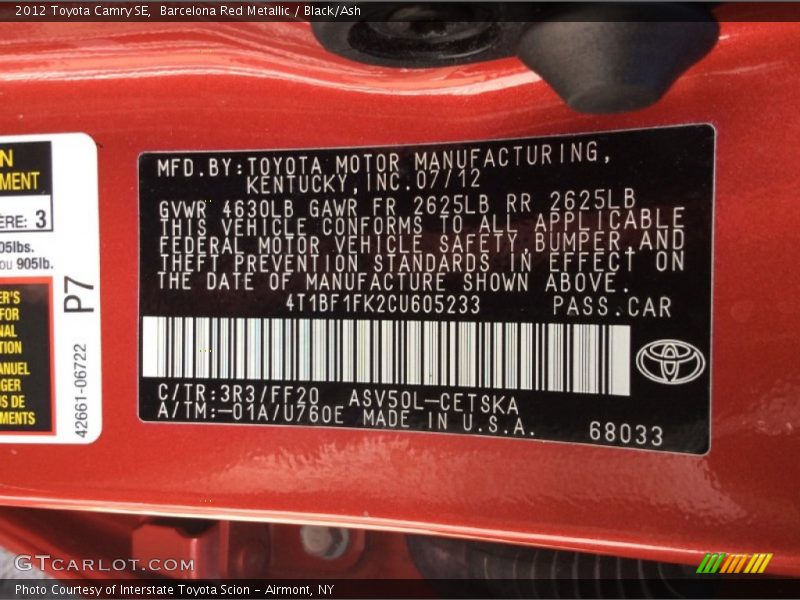 2012 Toyota Camry SE, Barcelona Red Metallic / Black/Ash
MFD.BY:TOYOTA MOTOR MANUFACTURING,
KENTUCKY,INC.07/12
GVWR 4630LB GAWR FR 2625LB RR 2625LB
THIS VEHICLE CONFORMS TO ALL APPLICABLE
FEDERAL MOTOR VEHICLE SAFETY,BUMPER,AND
THEFT PREVENTION STANDARDS IN EFFECT ON
THE DATE OF MANUFACTURE SHOWN ABOVE.
4T1BF1FK2CU605233 PASS.CAR
C/TR:3R3/FF20 ASV50L-CETSKA
A/TM:-01A/U760E MADE IN U.S.A.
68033
3
905lb.
P7
42661-06722
GTCARLOT.COM
Photo Courtesy of Interstate Toyota Scion - Airmont, NY